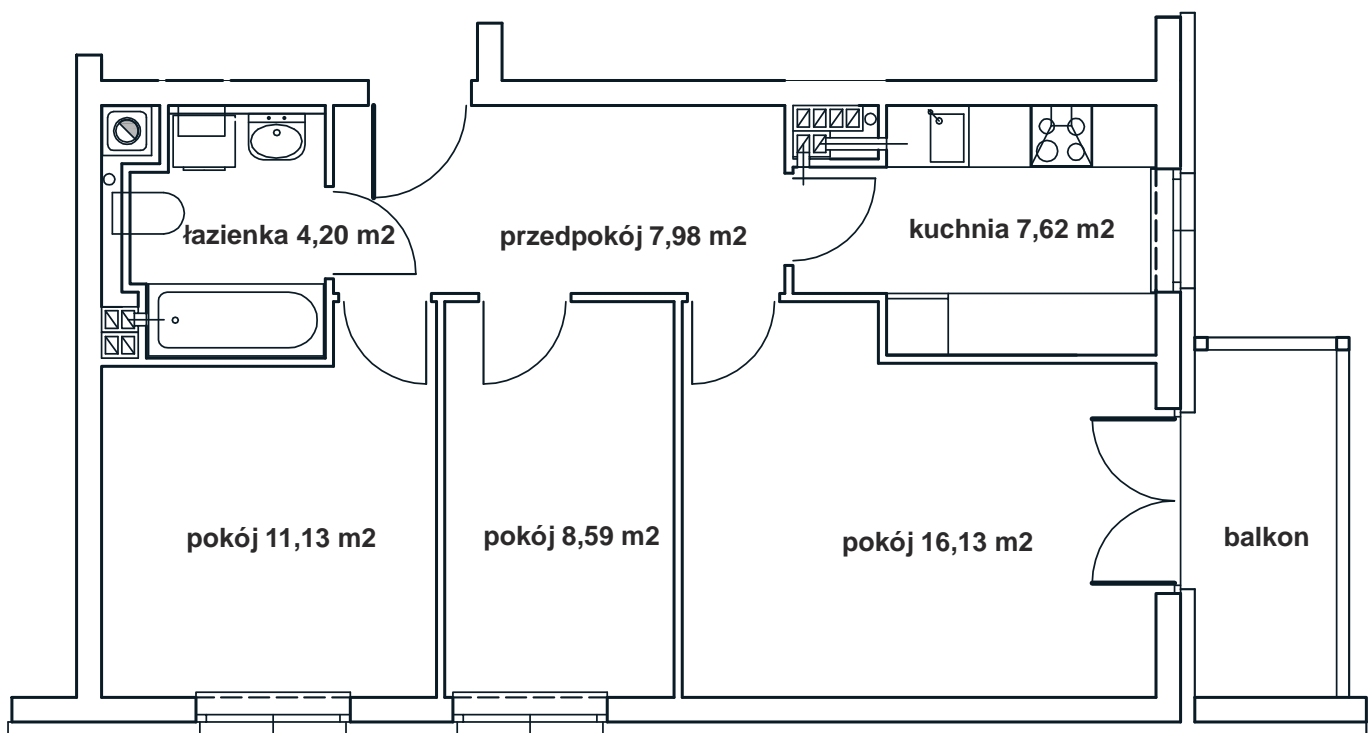 łazienka 4,20 m2
przedpokój 7,98 m2
kuchnia 7,62 m2
pokój 11,13 m2
pokój 8,59 m2
pokój 16,13 m2
balkon